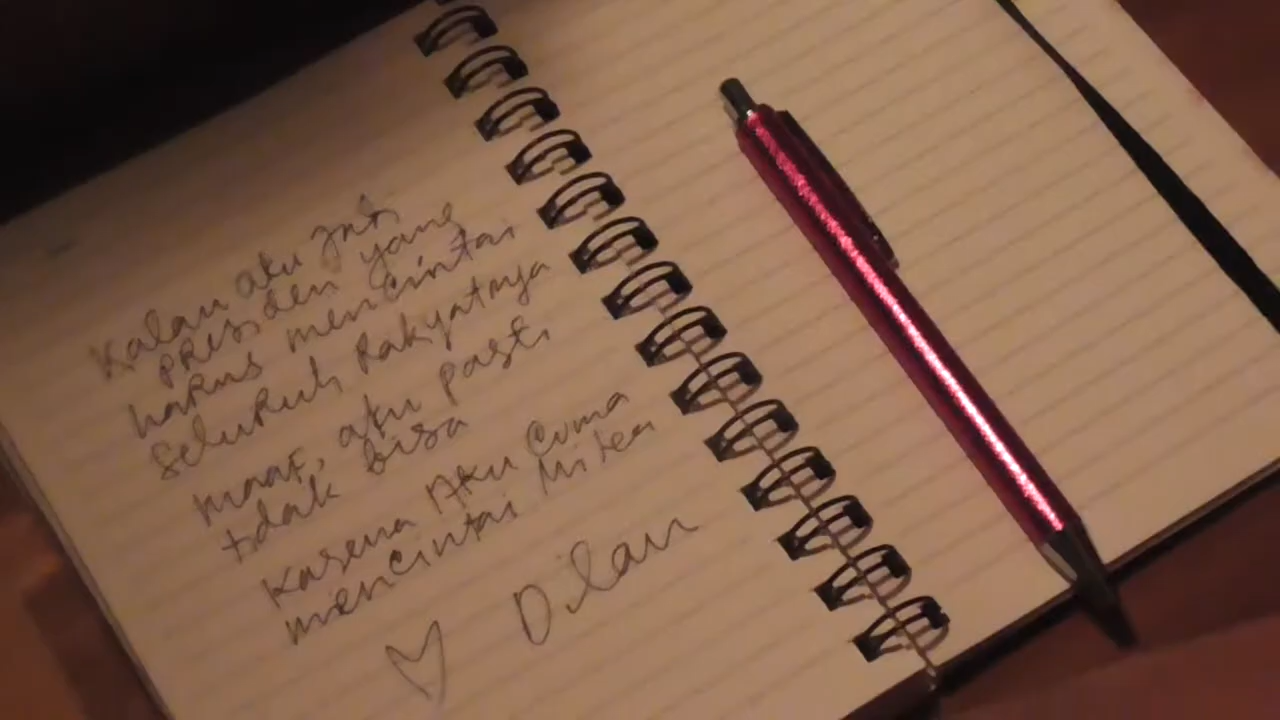 Kalau aku Jadi
PResiden yang
harus mencintai
SeluRuh Rakyatnya
maaf, aku pasti
tidak bisa
Karena Aku Cuma
mencintai Milea
Dilan